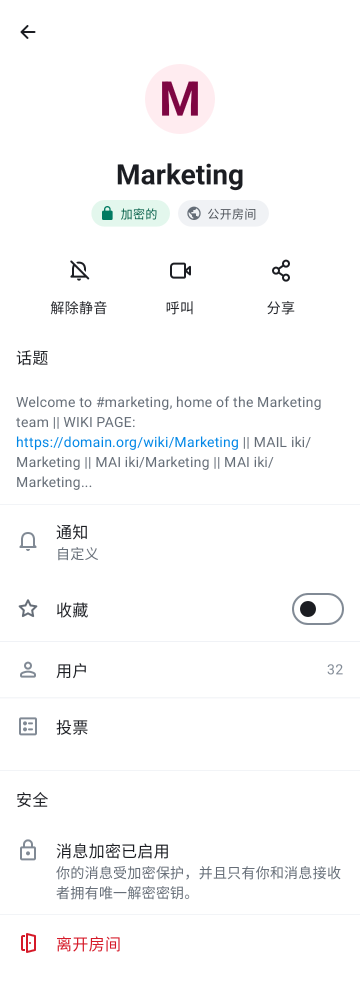 M
Marketing
加密的
公开房间
解除静音
呼叫
分享
话题
Welcome to #marketing, home of the Marketing
team || WIKI PAGE:
https://domain.org/wiki/Marketing || MAIL iki/
Marketing || MAI iki/Marketing || MAI iki/
Marketing...
通知
自定义
收藏
用户
32
投票
安全
消息加密已启用
你的消息受加密保护，并且只有你和消息接收
者拥有唯一解密密钥。
离开房间